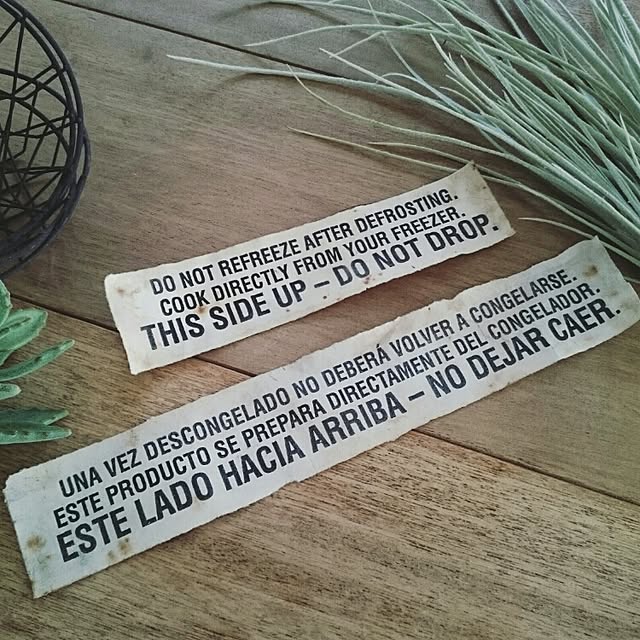 DO NOT REFREEZE AFTER DEFROSTING.
COOK DIRECTLY FROM YOUR FREEZER.
THIS SIDE UP – DO NOT DROP.
UNA VEZ DESCONGELADO NO DEBERÁ VOLVER A CONGELARSE.
ESTE PRODUCTO SE PREPARA DIRECTAMENTE DEL CONGELADOR.
ESTE LADO HACIA ARRIBA – NO DEJAR CAER.